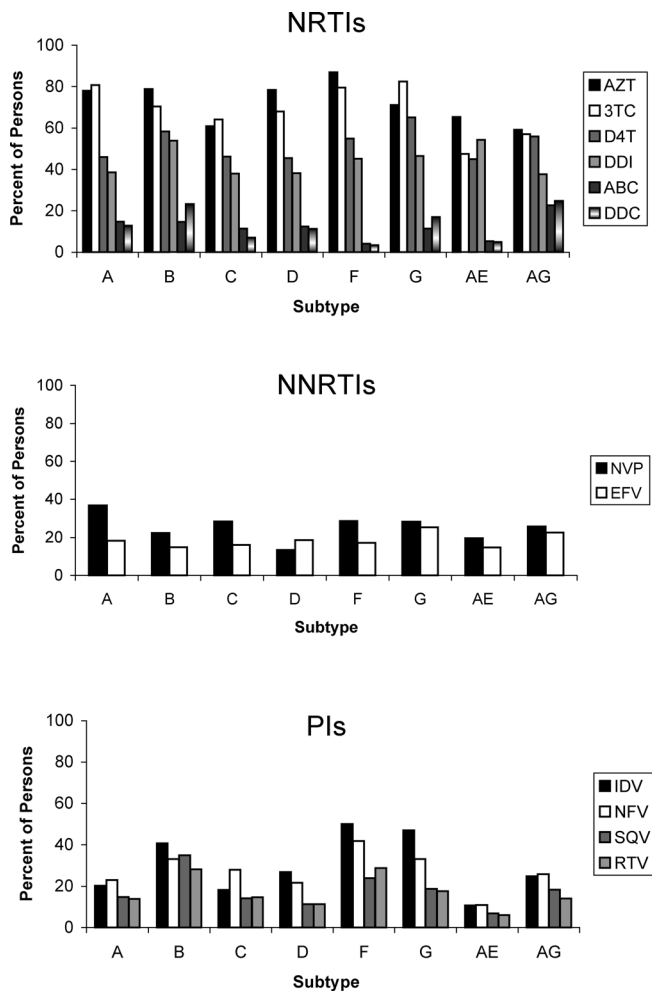 NRTIs
100
80
60
40
20
0
Percent of Persons
A B C D F G AE AG
Subtype
AZT
3TC
D4T
DDI
ABC
DDC
NNRTIs
100
80
60
40
20
0
Percent of Persons
A B C D F G AE AG
Subtype
NVP
EFV
PIs
100
80
60
40
20
0
Percent of Persons
A B C D F G AE AG
Subtype
IDV
NFV
SQV
RTV